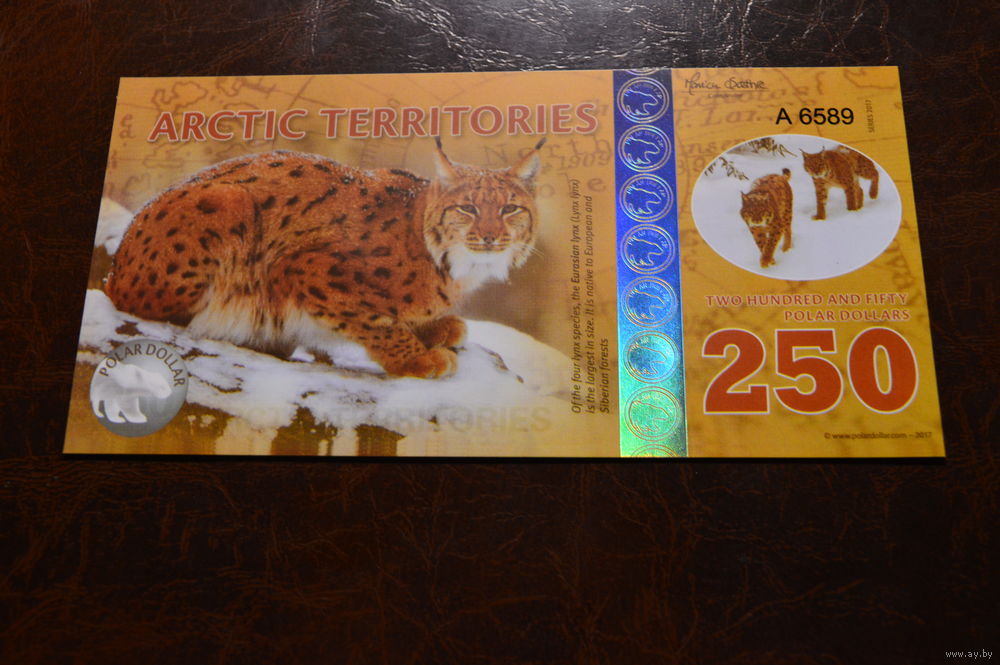 ARCTIC TERRITORIES
Of the four lynx species, the Eurasian lynx (Lynx lynx)
is the largest in size. It is native to European and
Siberian forests
POLAR DOLLAR
ARCTIC TERRITORIES
A 6589
SERIES 2017
TWO HUNDRED AND FIFTY
POLAR DOLLARS
250
© www.polardollar.com – 2017
www.ay.by